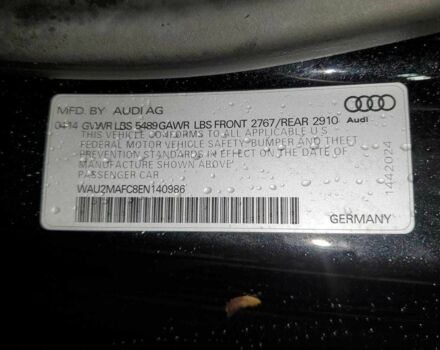 MFD. BY AUDI AG
04/14 GVWR LBS 5489 GAWR LBS FRONT 2767/REAR 2910 Audi
THIS VEHICLE CONFORMS TO ALL APPLICABLE U.S.
FEDERAL MOTOR VEHICLE SAFETY, BUMPER AND THEFT
PREVENTION STANDARDS IN EFFECT ON THE DATE OF
MANUFACTURE SHOWN ABOVE.
PASSENGER CAR
WAU2MAFC8EN140986
GERMANY
1442024